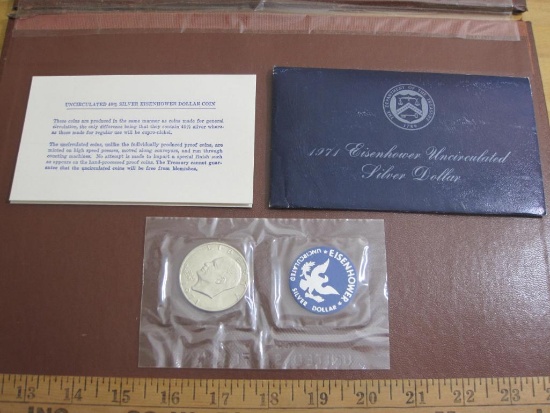 UNCIRCULATED 40% SILVER EISENHOWER DOLLAR COIN
These coins are produced in the same manner as coins made for general
circulation, the only difference being that they contain 40% silver where-
as those made for regular use will be cupro-nickel.
The uncirculated coins, unlike the individually produced proof coins, are
minted on high speed presses, moved along conveyors, and run through
counting machines. No attempt is made to impart a special finish such
as appears on the hand-processed proof coins. The Treasury cannot guar-
antee that the uncirculated coins will be free from blemishes.
1789
1971 Eisenhower Uncirculated
Silver Dollar
EISENHOWER
UNCIRCULATED
DOLLAR
13 14 15 16 17 18 19 20 21 22 23